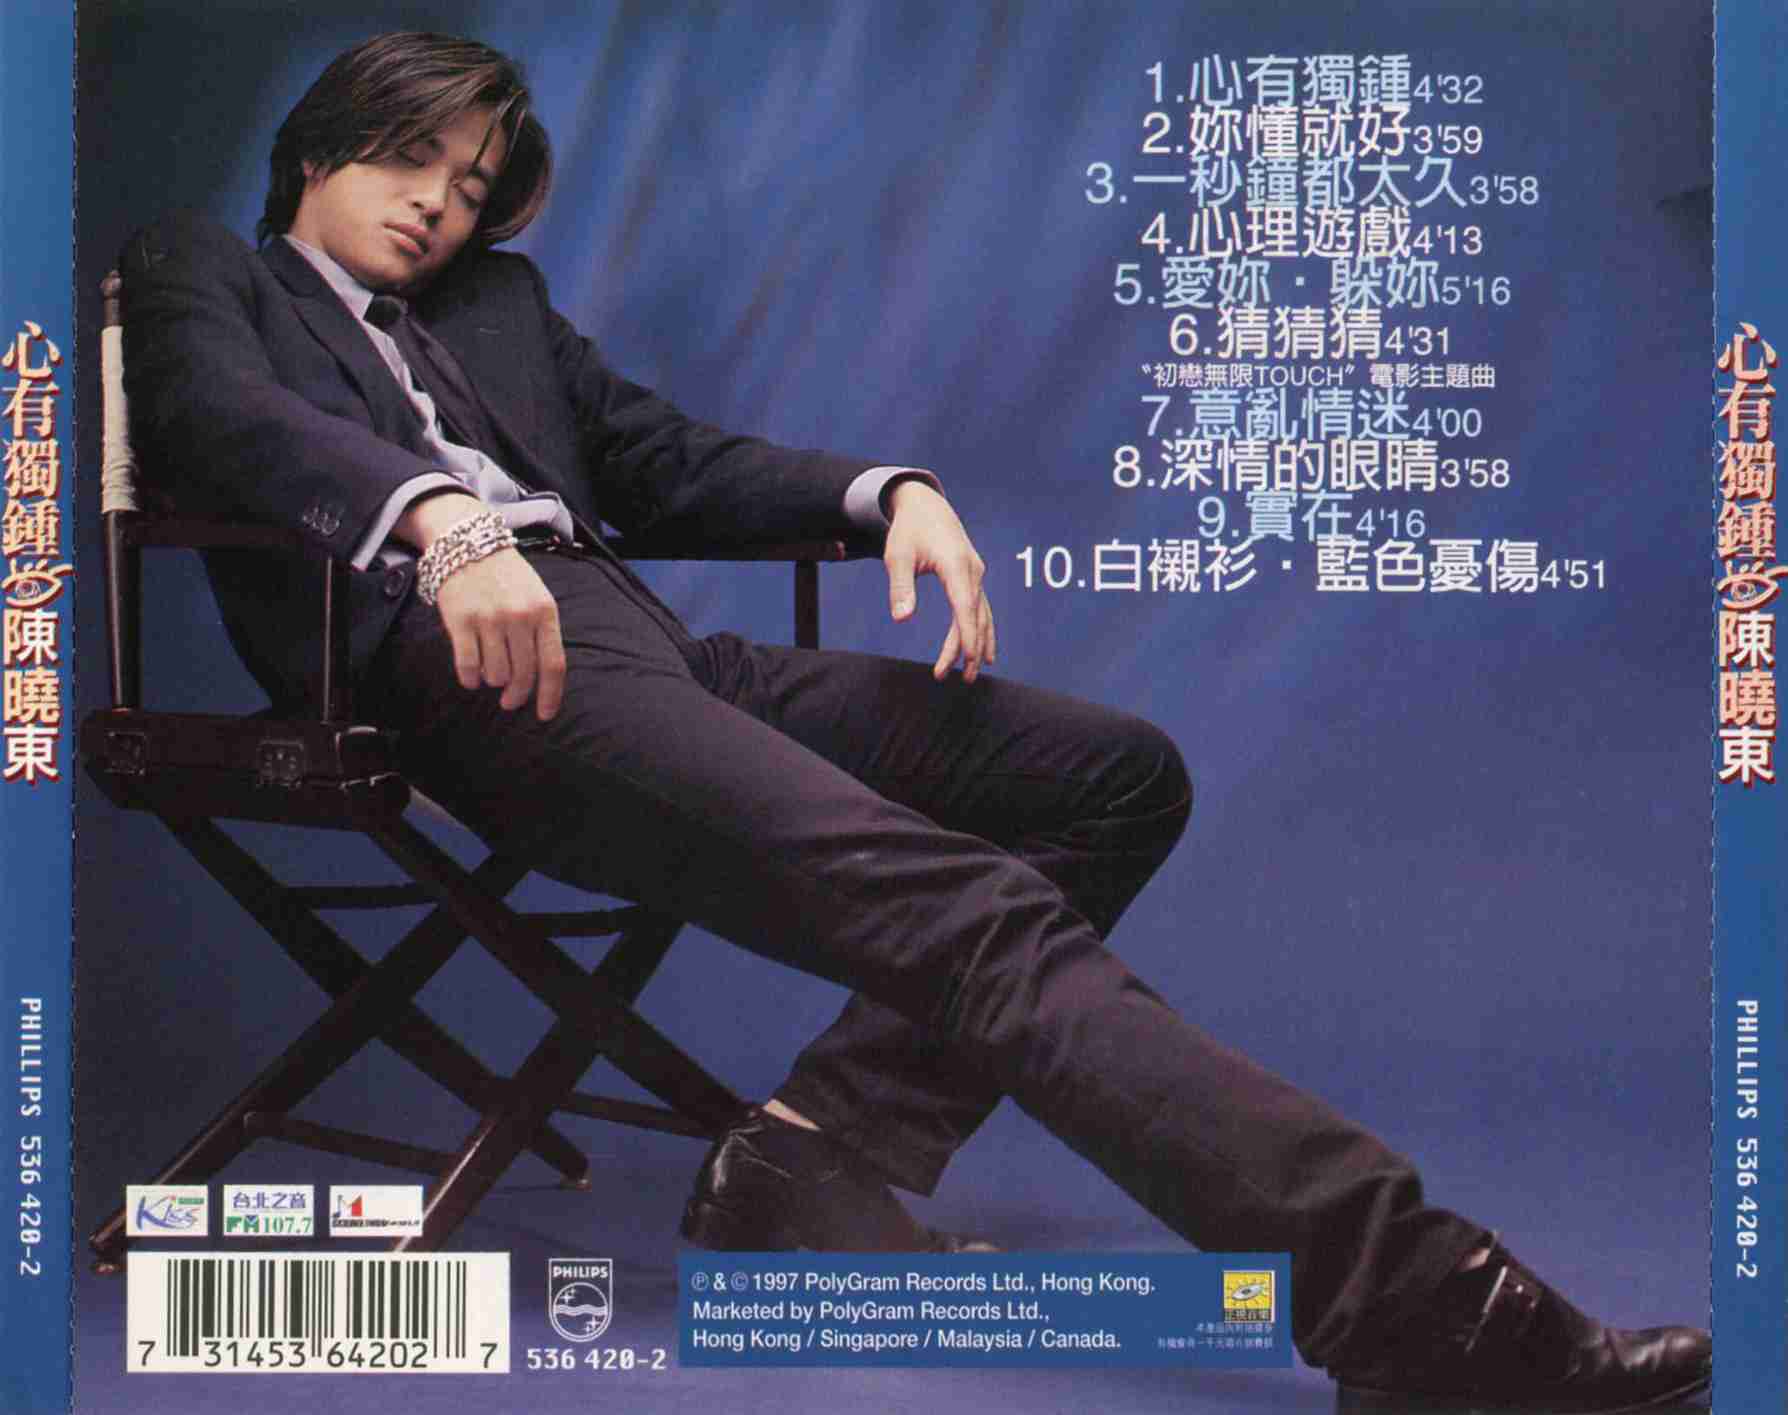 1.心有獨鍾4'32
2.妳懂就好3'59
3.一秒鐘都太久3'58
4.心理遊戲4'13
5.愛妳・躲妳5'16
6.猜猜猜4'31
〝初戀無限TOUCH〞電影主題曲
7.意亂情迷4'00
8.深情的眼睛3'58
9.實在4'16
10.白襯衫・藍色憂傷4'51
心有獨鍾 陳曉東
PHILLIPS 536 420-2
心有獨鍾 陳曉東
PHILLIPS 536 420-2
Kiss
台北之音
FM 107.7
7 31453 64202 7
PHILIPS
536 420-2
℗ & © 1997 PolyGram Records Ltd., Hong Kong.
Marketed by PolyGram Records Ltd.,
Hong Kong / Singapore / Malaysia / Canada.
正視音樂